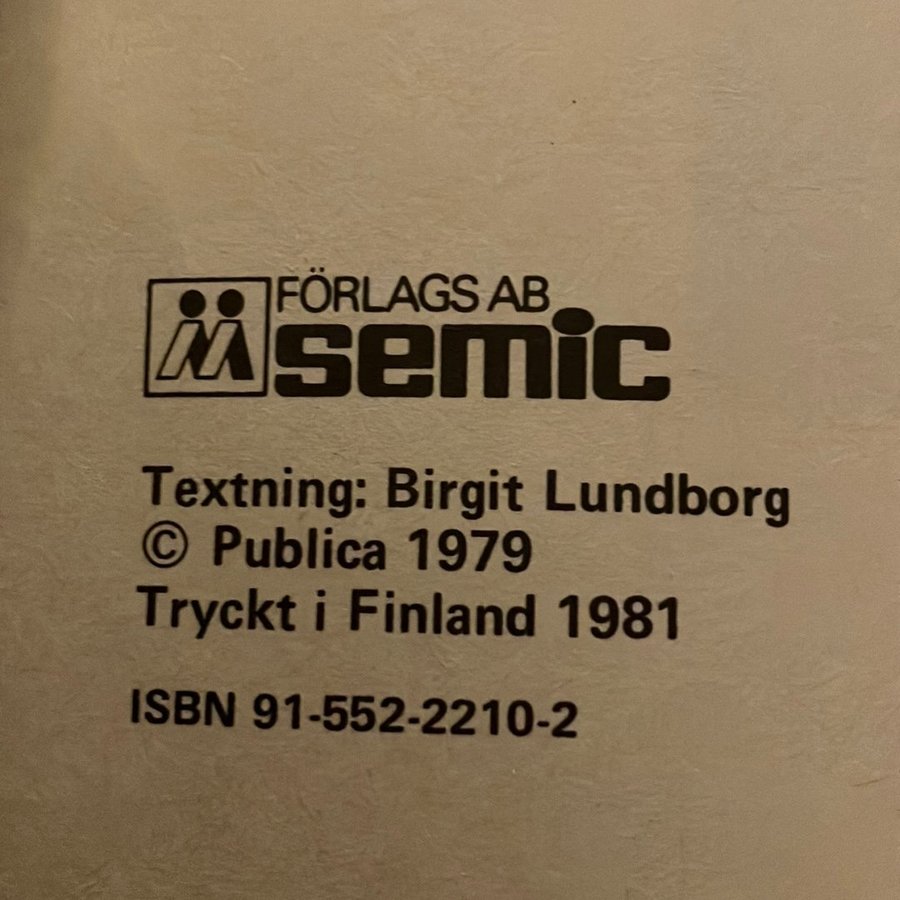 FÖRLAGS AB
semic
Textning: Birgit Lundborg
© Publica 1979
Tryckt i Finland 1981
ISBN 91-552-2210-2